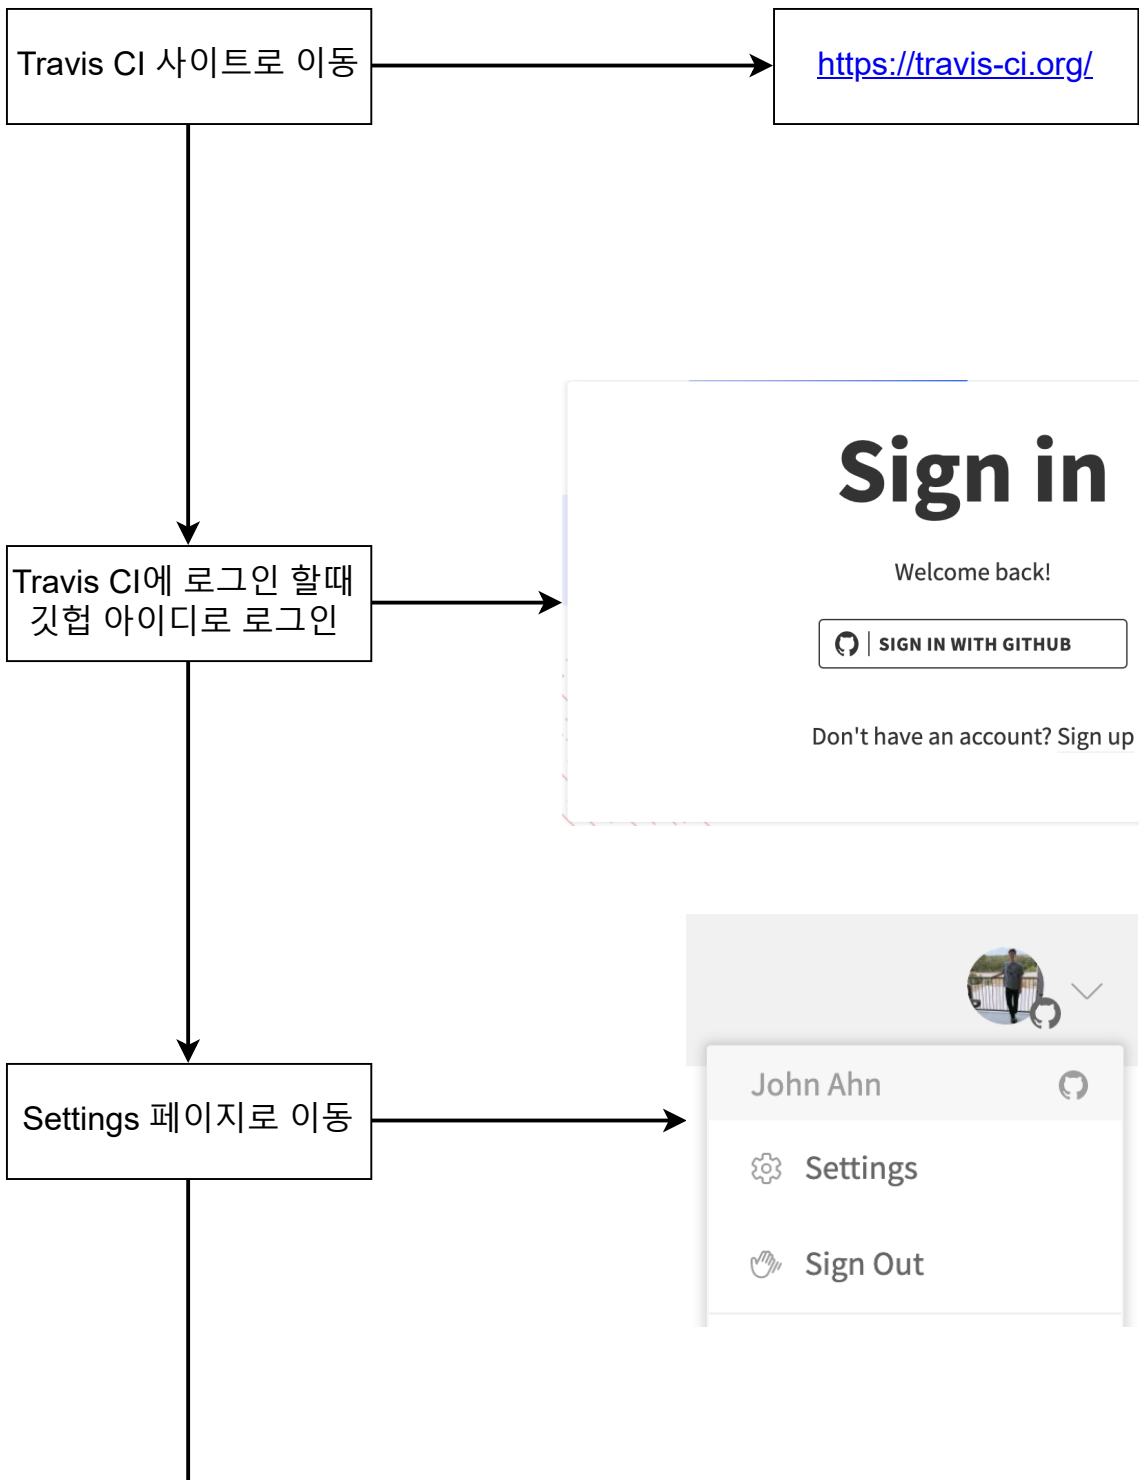 Travis CI 사이트로 이동
https://travis-ci.org/
Sign in
Welcome back!
Travis CI에 로그인 할때
깃헙 아이디로 로그인
SIGN IN WITH GITHUB
Don't have an account? Sign up
John Ahn
Settings 페이지로 이동
Settings
Sign Out